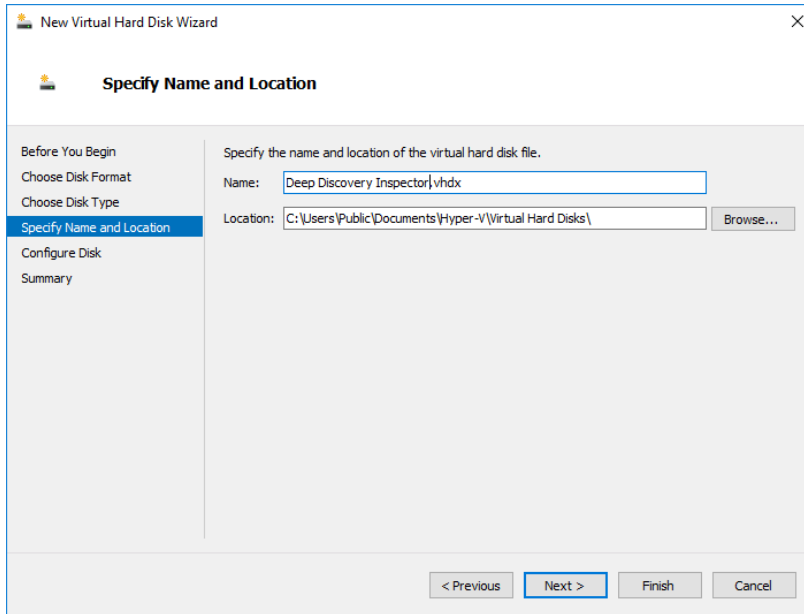 New Virtual Hard Disk Wizard
Specify Name and Location
Before You Begin
Choose Disk Format
Choose Disk Type
Specify Name and Location
Configure Disk
Summary
Specify the name and location of the virtual hard disk file.
Name: Deep Discovery Inspector.vhdx
Location: C:\Users\Public\Documents\Hyper-V\Virtual Hard Disks\ Browse...
< Previous Next > Finish Cancel